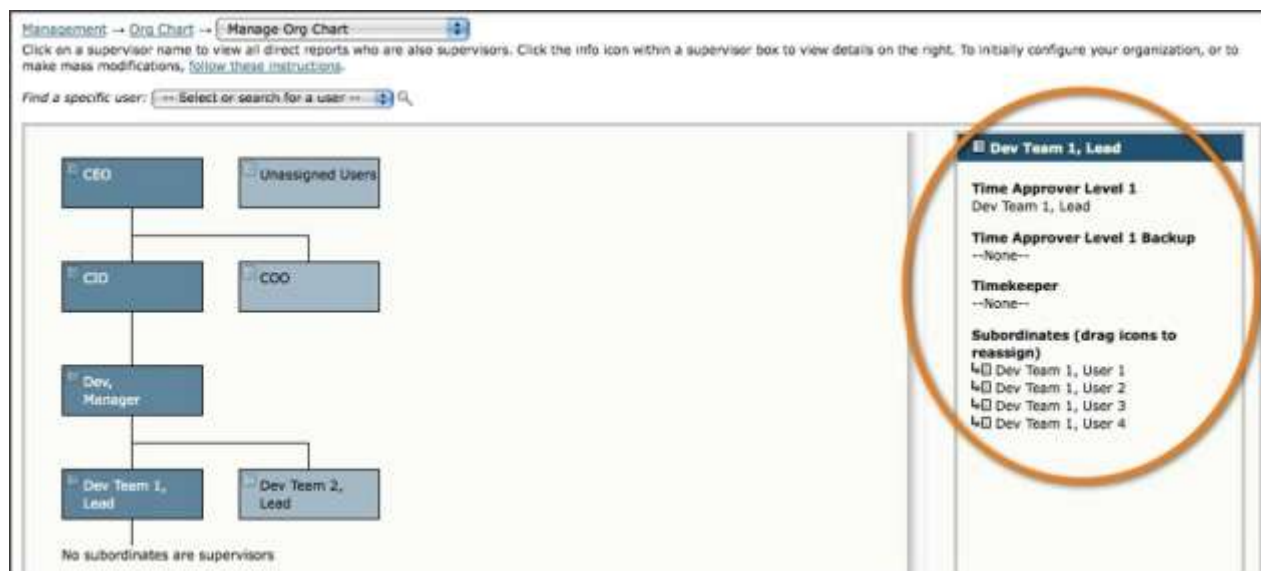 Management → Org Chart → Manage Org Chart
Click on a supervisor name to view all direct reports who are also supervisors. Click the info icon within a supervisor box to view details on the right. To initially configure your organization, or to
make mass modifications, follow these instructions.
Find a specific user: -- Select or search for a user --
CEO
Unassigned Users
CIO
COO
Dev,
Manager
Dev Team 1,
Lead
Dev Team 2,
Lead
No subordinates are supervisors
Dev Team 1, Lead
Time Approver Level 1
Dev Team 1, Lead
Time Approver Level 1 Backup
--None--
Timekeeper
--None--
Subordinates (drag icons to
reassign)
Dev Team 1, User 1
Dev Team 1, User 2
Dev Team 1, User 3
Dev Team 1, User 4